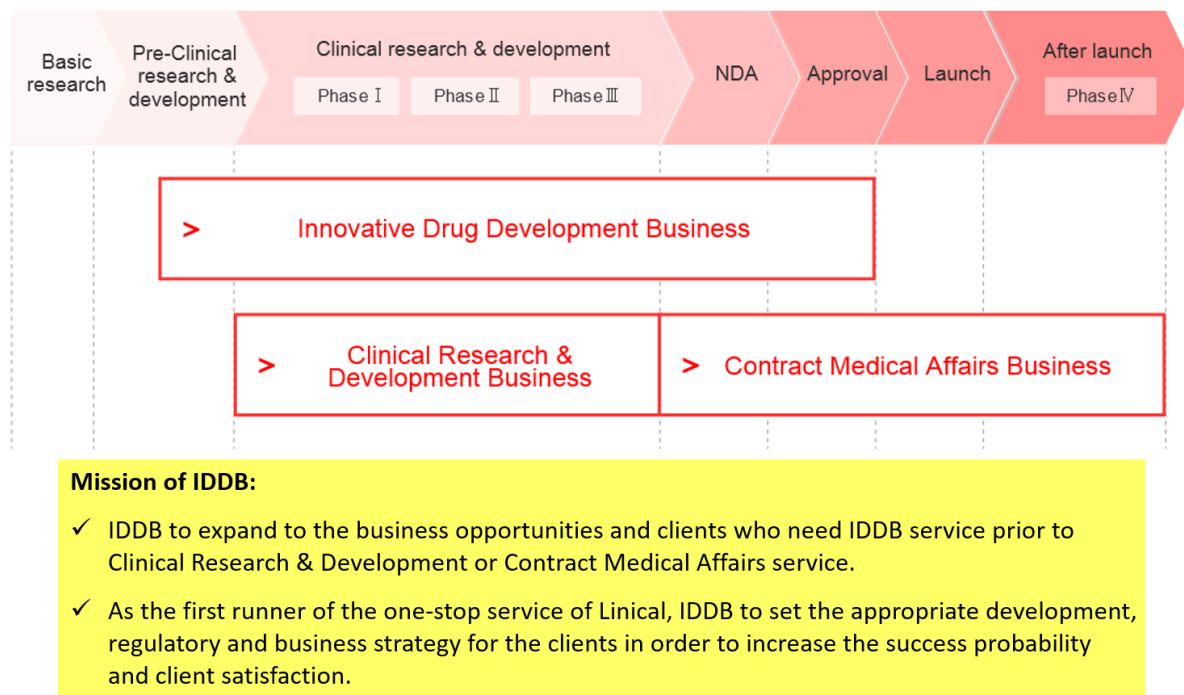 Basic
research
Pre-Clinical
research &
development
Clinical research & development
Phase Ⅰ
Phase Ⅱ
Phase Ⅲ
NDA
Approval
Launch
After launch
Phase Ⅳ
> Innovative Drug Development Business
> Clinical Research &
Development Business
> Contract Medical Affairs Business
Mission of IDDB:
✓ IDDB to expand to the business opportunities and clients who need IDDB service prior to
Clinical Research & Development or Contract Medical Affairs service.
✓ As the first runner of the one-stop service of Linical, IDDB to set the appropriate development,
regulatory and business strategy for the clients in order to increase the success probability
and client satisfaction.